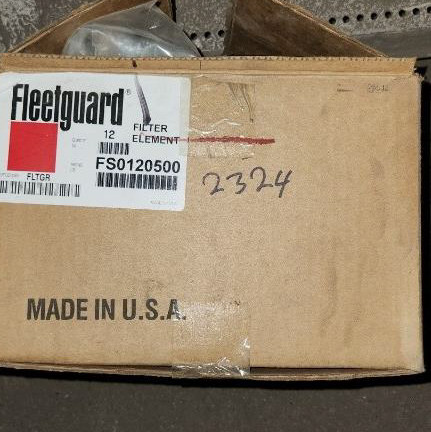 Fleetguard®
12
FILTER
ELEMENT
FS0120500
FLTGR
2324
MADE IN U.S.A.